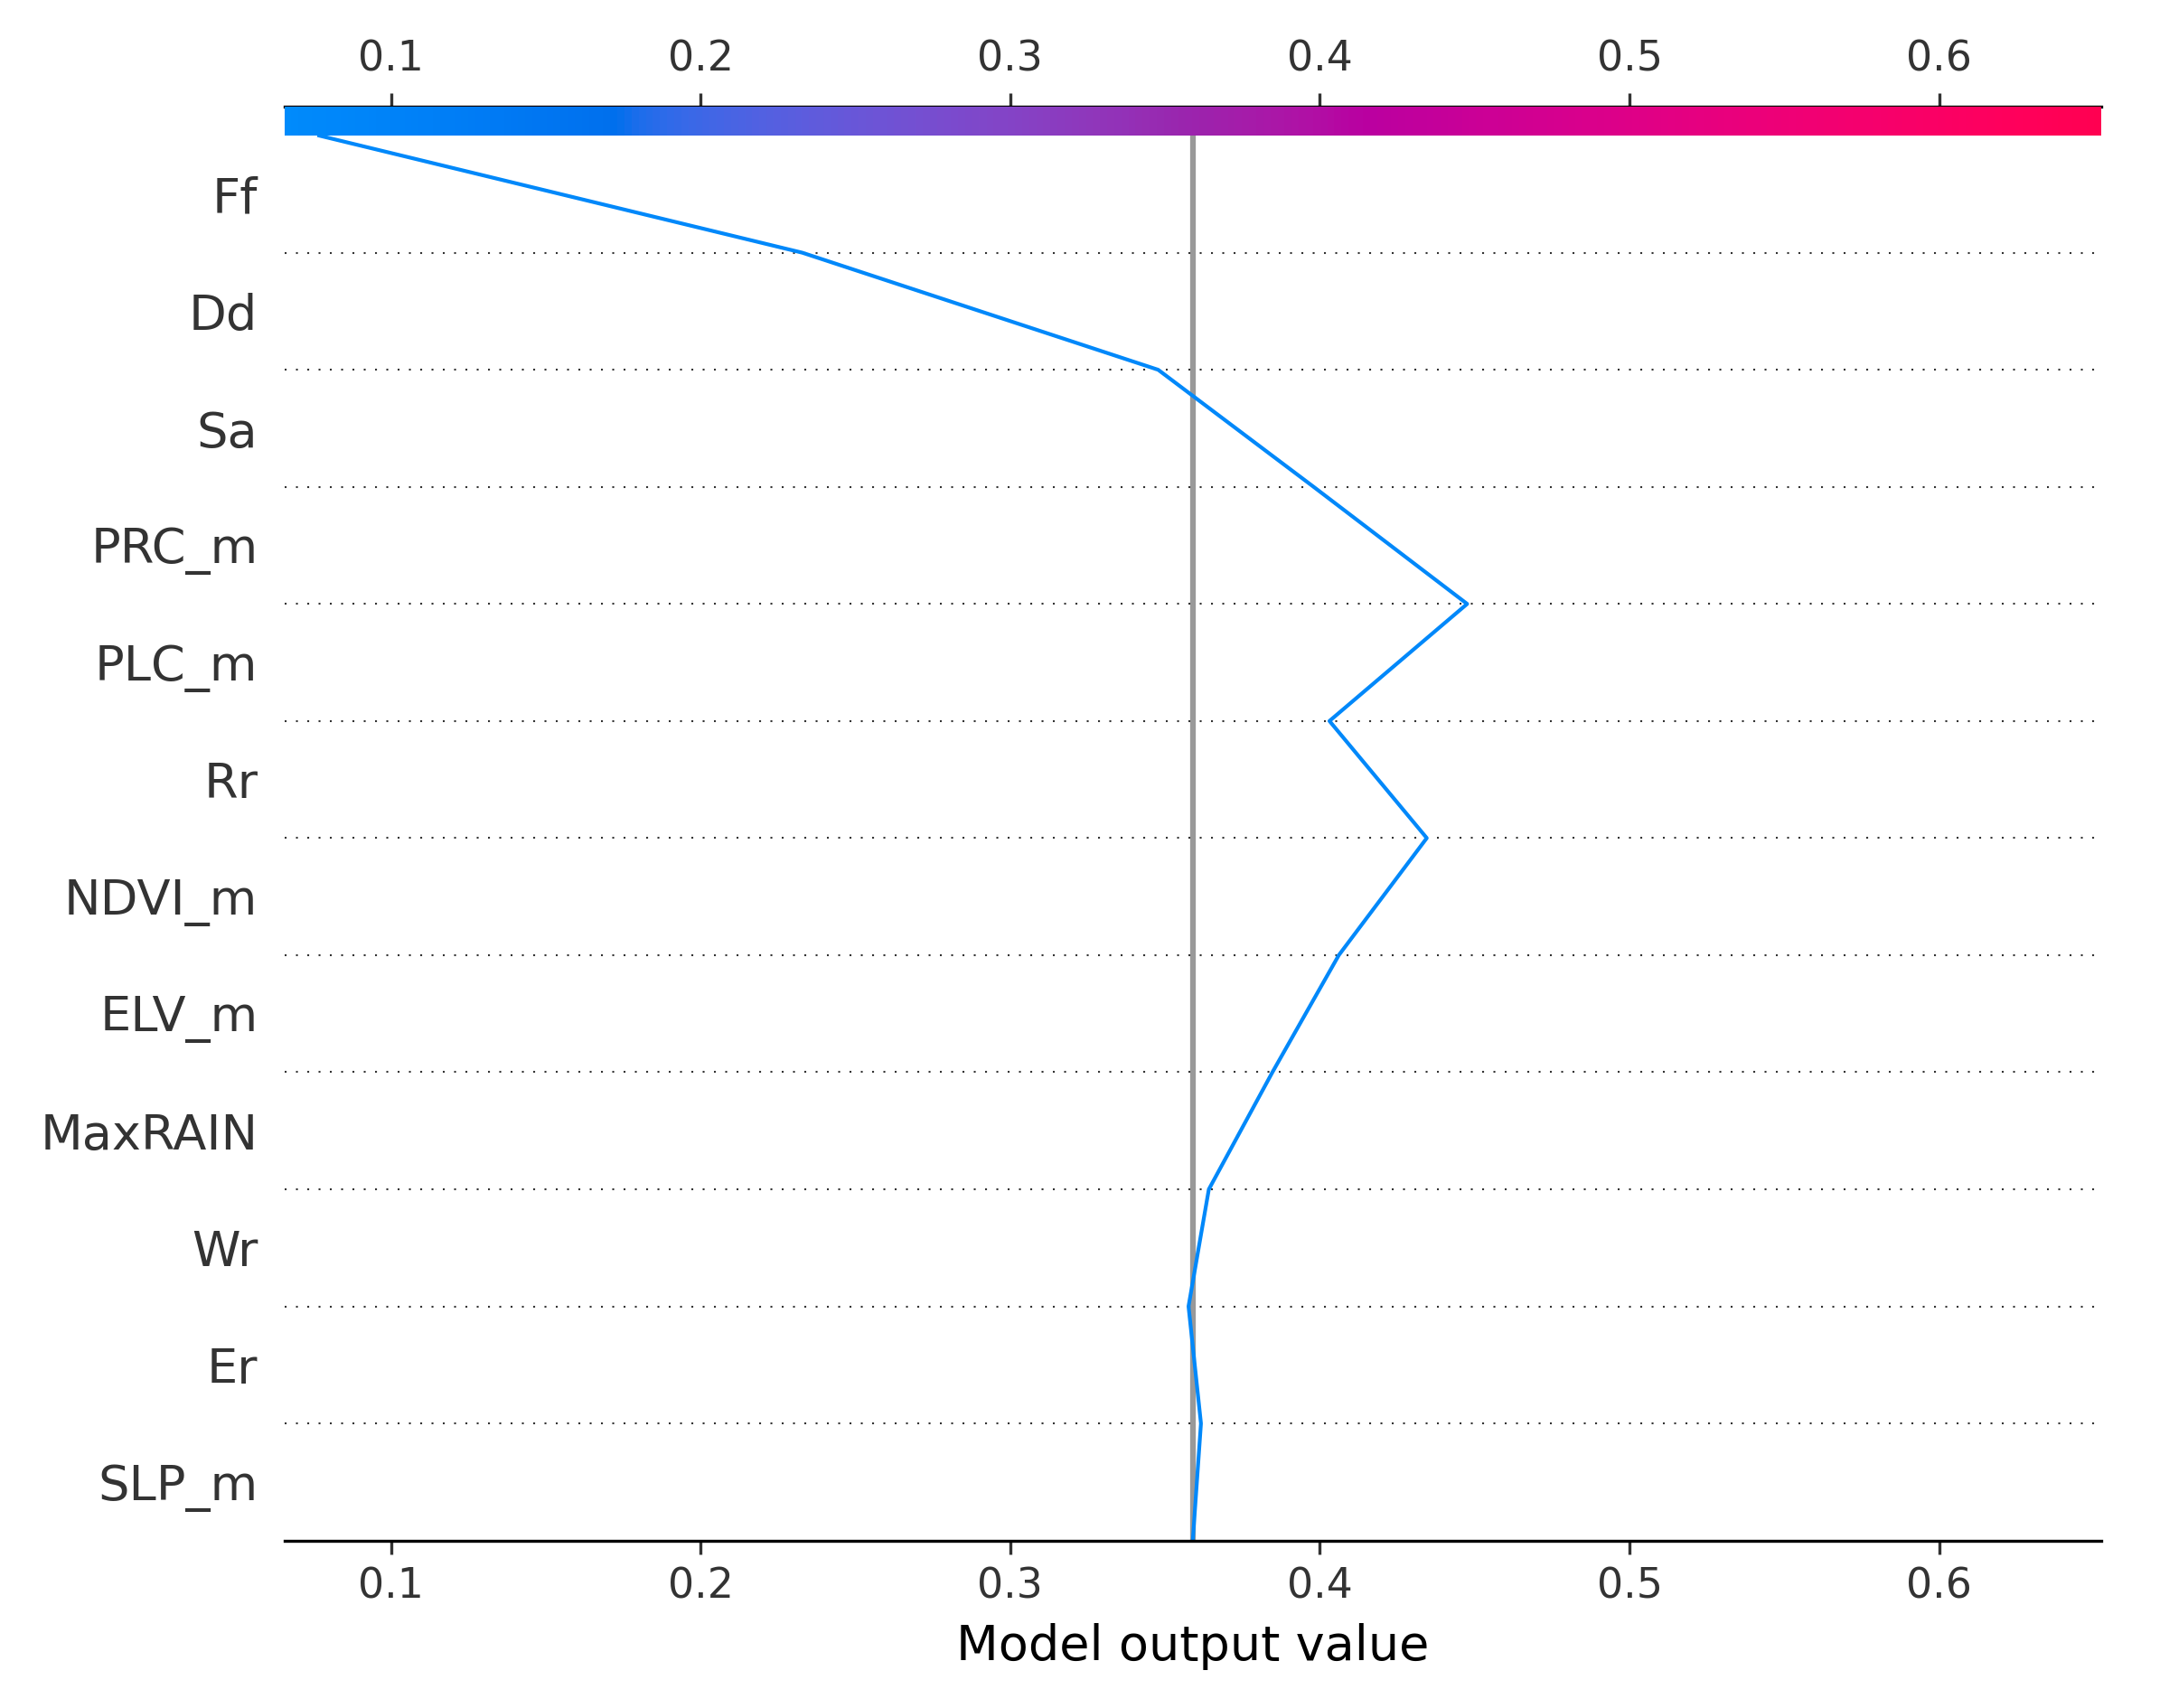 0.1 0.2 0.3 0.4 0.5 0.6
Ff
Dd
Sa
PRC_m
PLC_m
Rr
NDVI_m
ELV_m
MaxRAIN
Wr
Er
SLP_m
0.1 0.2 0.3 0.4 0.5 0.6
Model output value